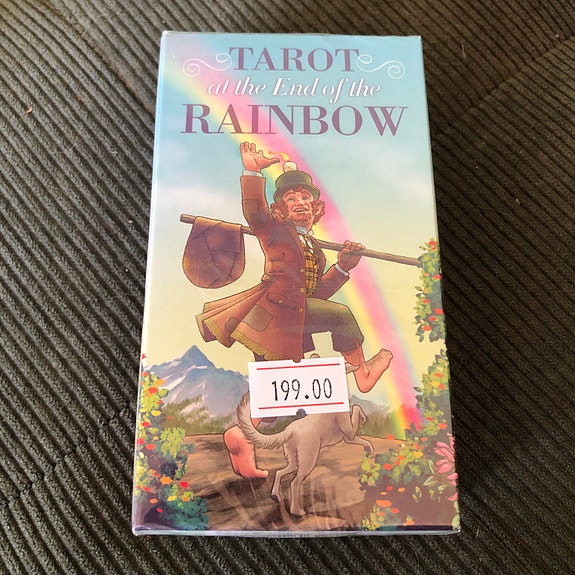 TAROT
at the End of the
RAINBOW
199.00